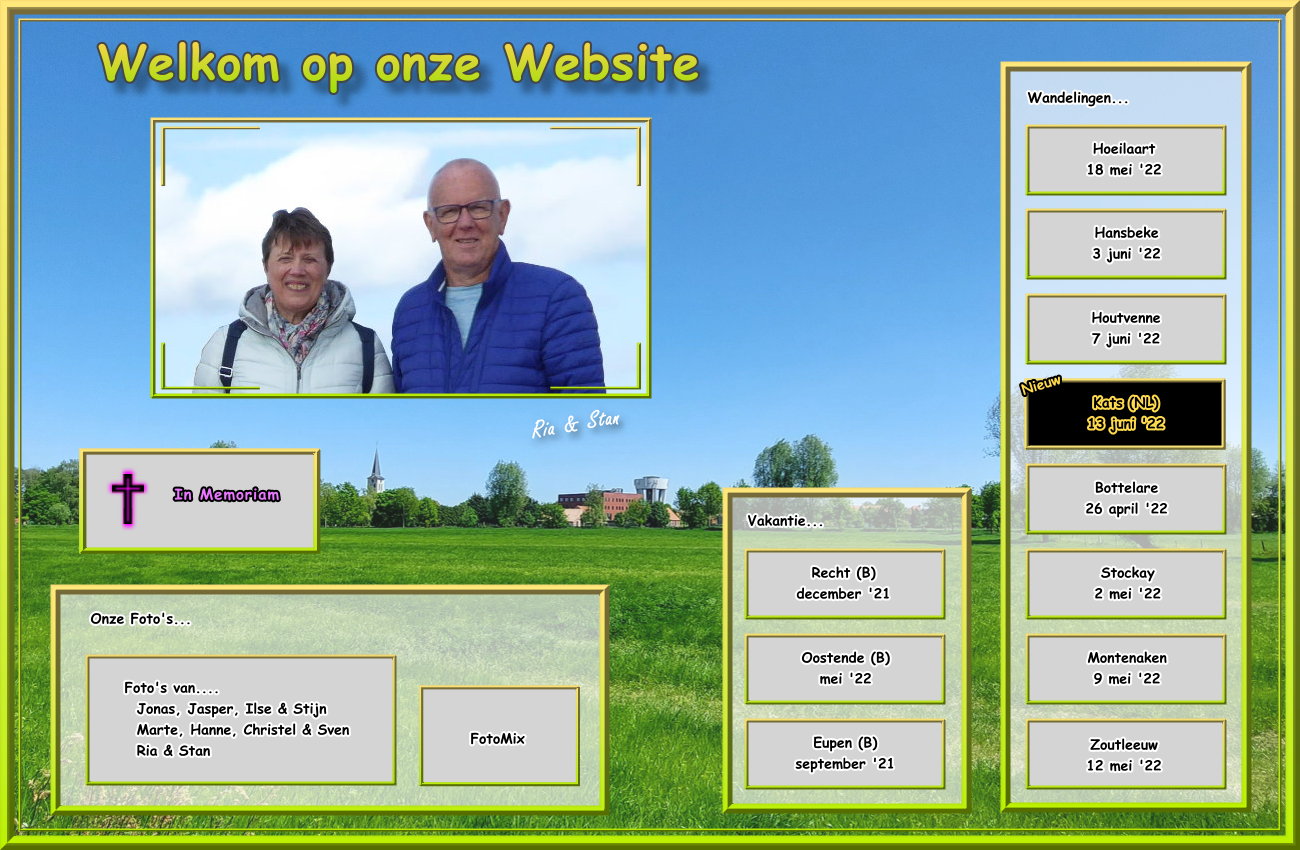 Welkom op onze Website
Ria & Stan
In Memoriam
Onze Foto's...
Foto's van....
Jonas, Jasper, Ilse & Stijn
Marte, Hanne, Christel & Sven
Ria & Stan
FotoMix
Vakantie...
Recht (B)
december '21
Oostende (B)
mei '22
Eupen (B)
september '21
Wandelingen...
Hoeilaart
18 mei '22
Hansbeke
3 juni '22
Houtvenne
7 juni '22
Nieuw
Kats (NL)
13 juni '22
Bottelare
26 april '22
Stockay
2 mei '22
Montenaken
9 mei '22
Zoutleeuw
12 mei '22